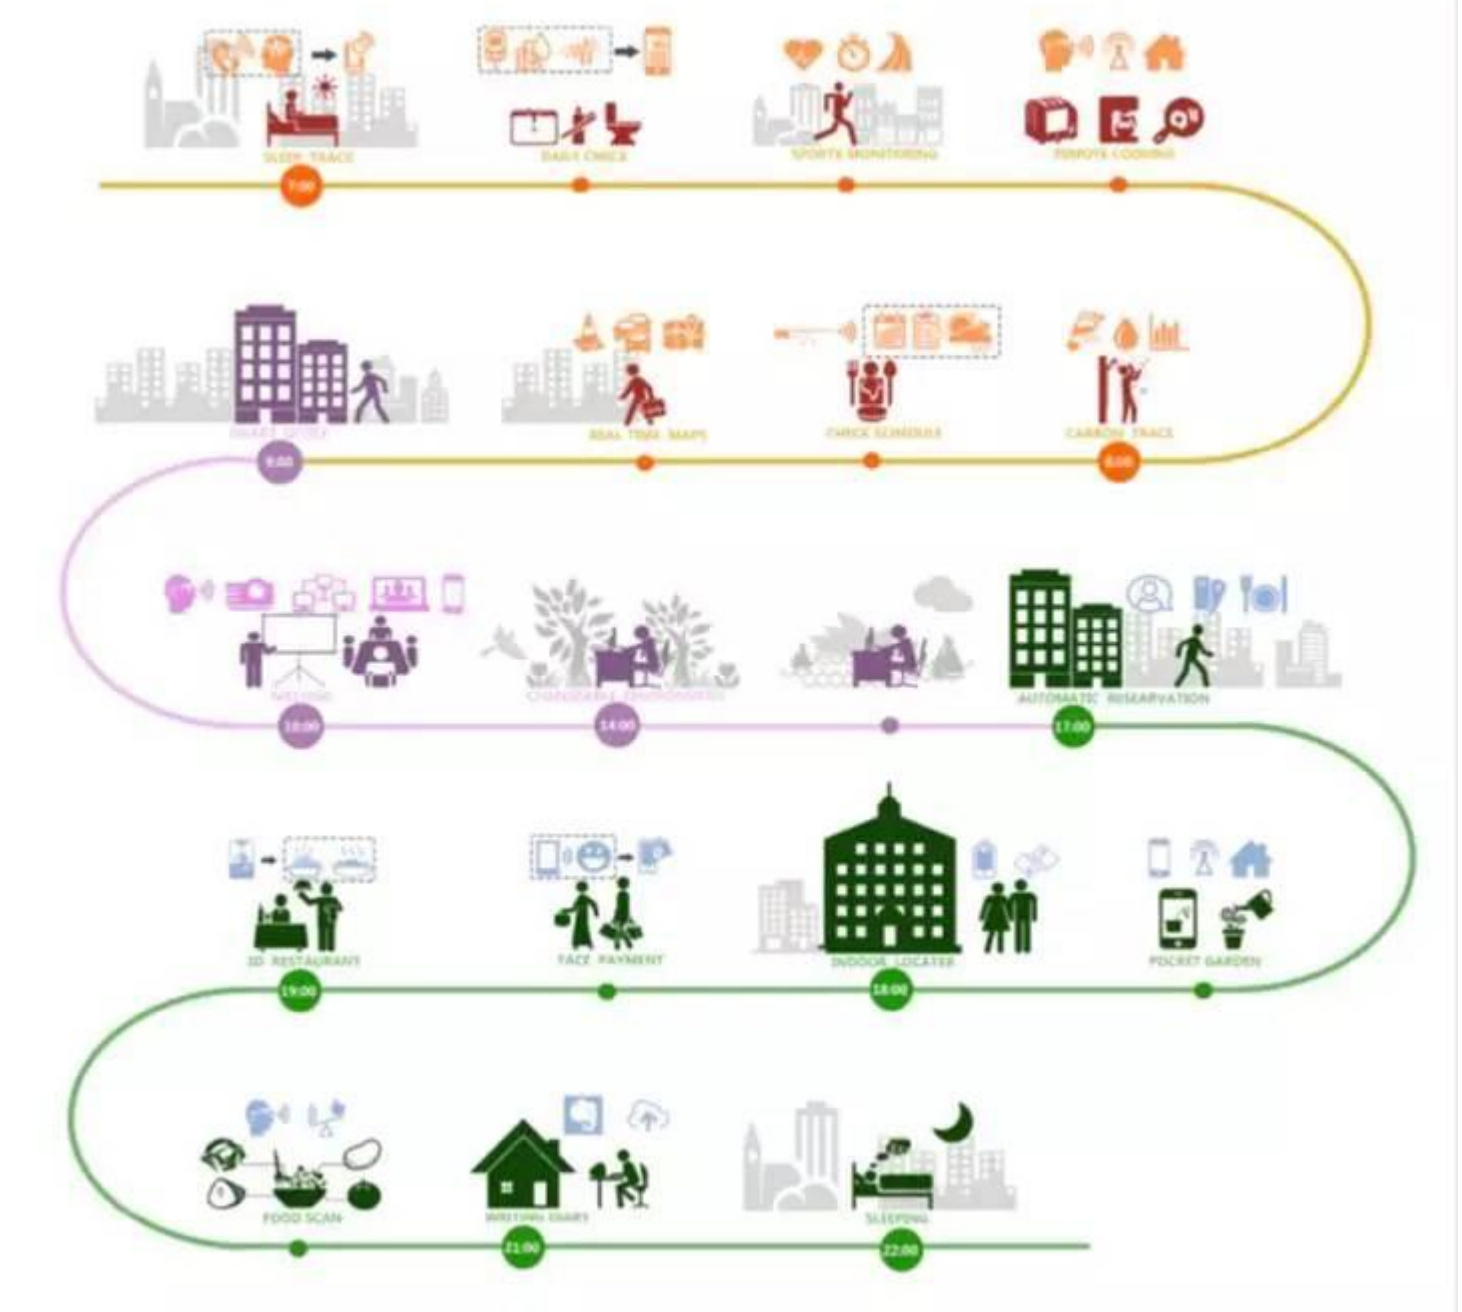 SLEEP TRACE
7:00
DAILY CHECK
SPORTS MONITORING
REMOTE COOKING
SMART OFFICE
9:00
REAL TIME MAPS
CHECK SCHEDULE
CARBON TRACE
8:00
MEETING
10:00
CHANGEABLE ENVIRONMENT
14:00
AUTOMATIC RESEARVATION
17:00
3D RESTAURANT
19:00
FACE PAYMENT
INDOOR LOCATER
18:00
POCKET GARDEN
FOOD SCAN
WRITING DIARY
21:00
SLEEPING
22:00